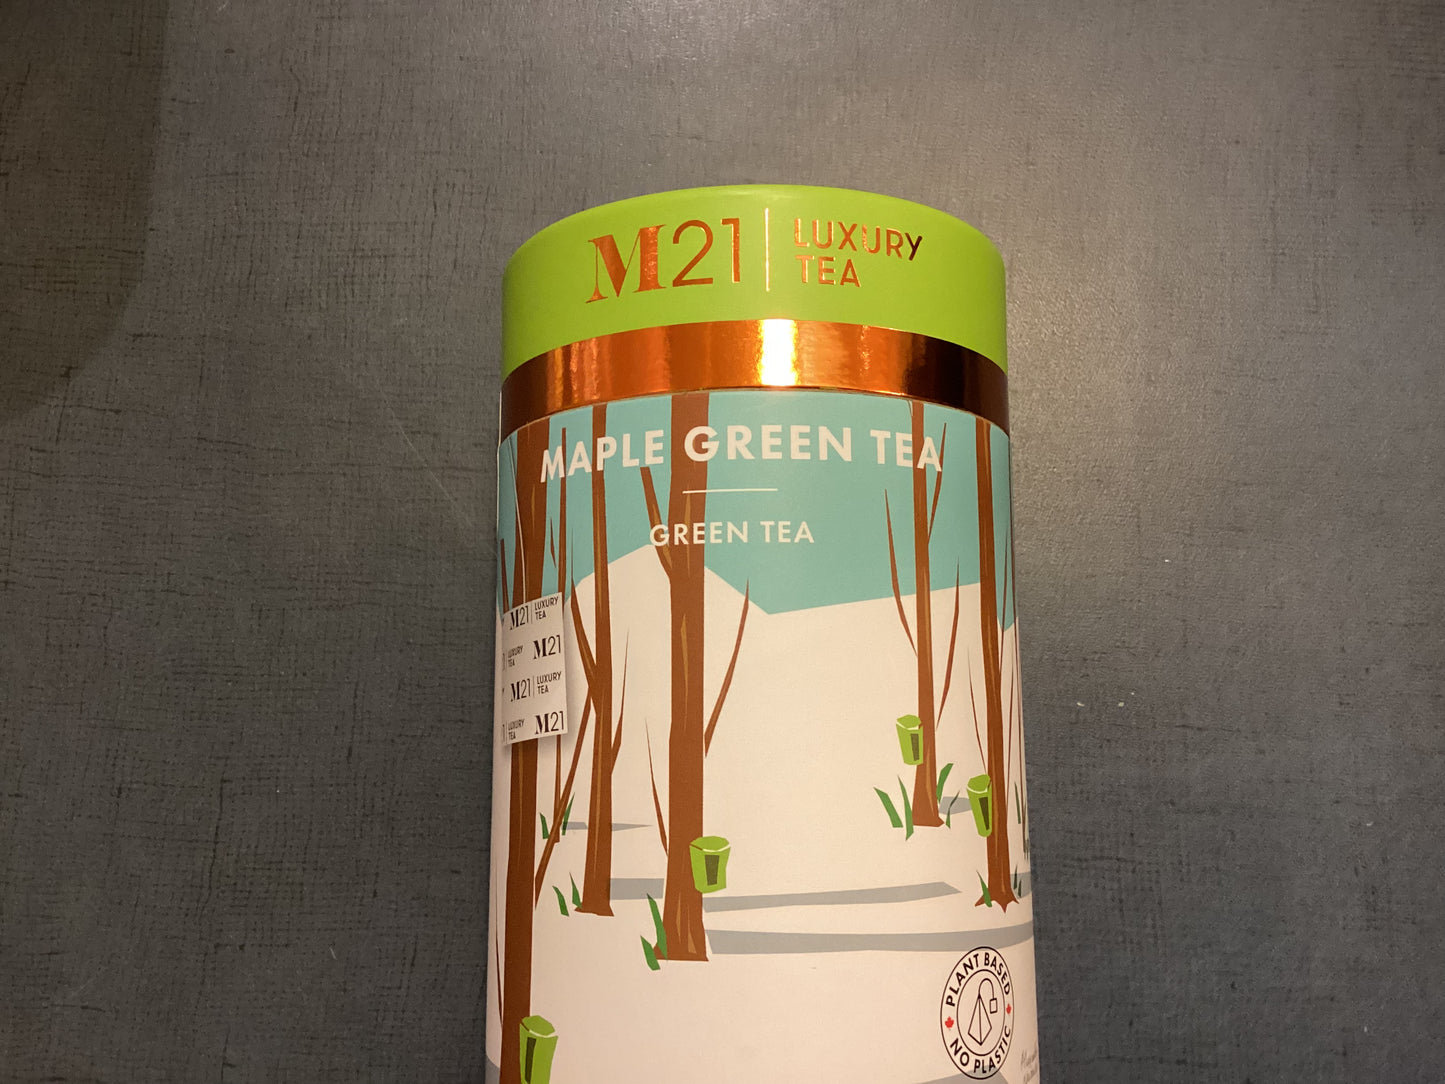 M21 LUXURY
TEA
MAPLE GREEN TEA
GREEN TEA
M21 LUXURY
TEA
LUXURY
TEA M21
M21 LUXURY
TEA
LUXURY
TEA M21
PLANT BASED
NO PLASTIC